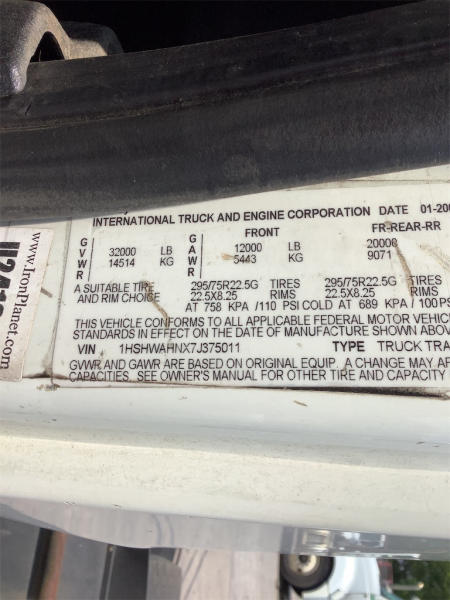 INTERNATIONAL TRUCK AND ENGINE CORPORATION DATE 01-200
FRONT FR-REAR-RR
GVWR 32000 LB GAWR 12000 LB 20000
14514 KG 5443 KG 9071
A SUITABLE TIRE 295/75R22.5G TIRES 295/75R22.5G TIRES
AND RIM CHOICE 22.5X8.25 RIMS 22.5X8.25 RIMS
AT 758 KPA /110 PSI COLD AT 689 KPA / 100PS
THIS VEHICLE CONFORMS TO ALL APPLICABLE FEDERAL MOTOR VEHIC
STANDARDS IN EFFECT ON THE DATE OF MANUFACTURE SHOWN ABOV
VIN 1HSHWAHNX7J375011 TYPE TRUCK TRA
GVWR AND GAWR ARE BASED ON ORIGINAL EQUIP. A CHANGE MAY AF
CAPACITIES. SEE OWNER'S MANUAL FOR OTHER TIRE AND CAPACITY
www.IronPlanet.com